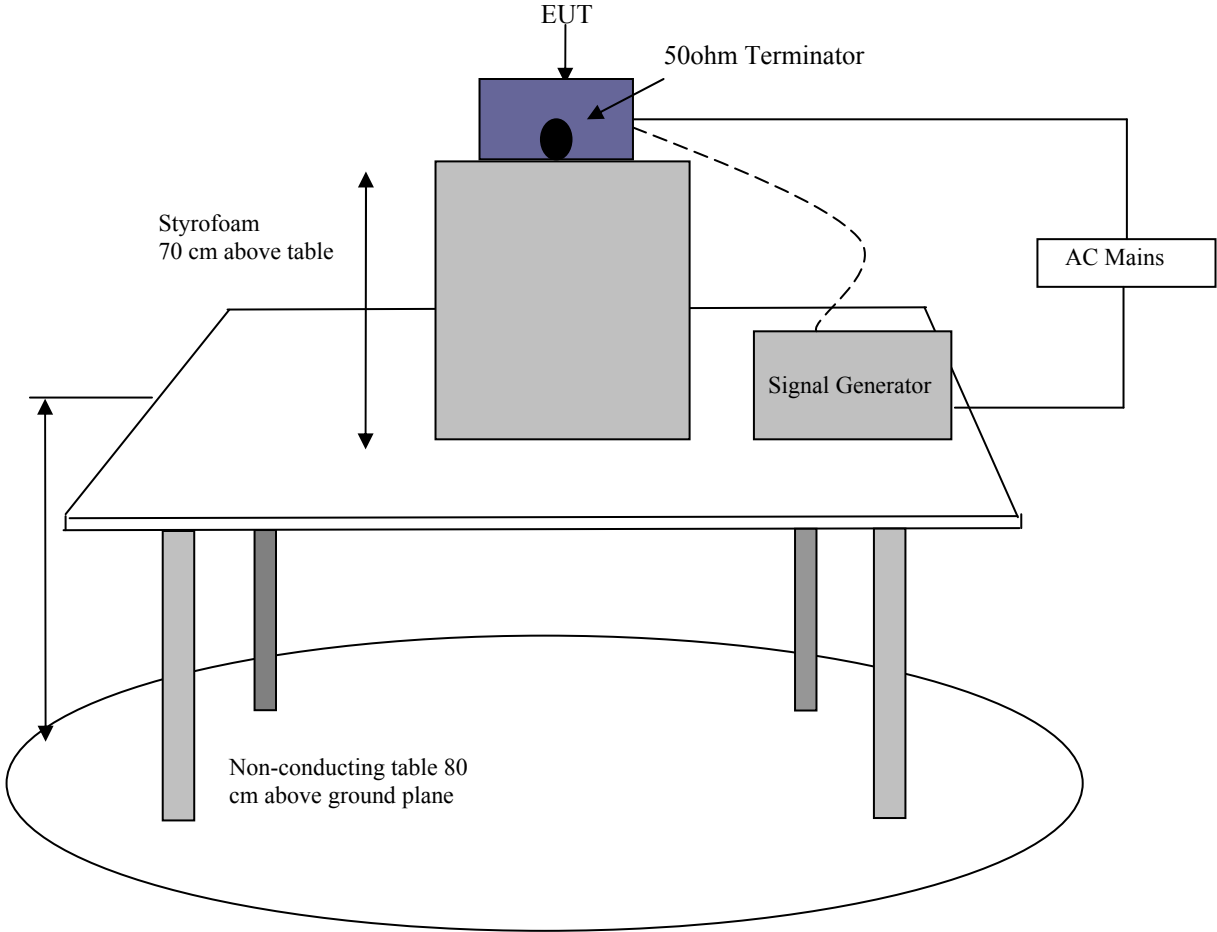 EUT
50ohm Terminator
Styrofoam
70 cm above table
AC Mains
Signal Generator
Non-conducting table 80
cm above ground plane